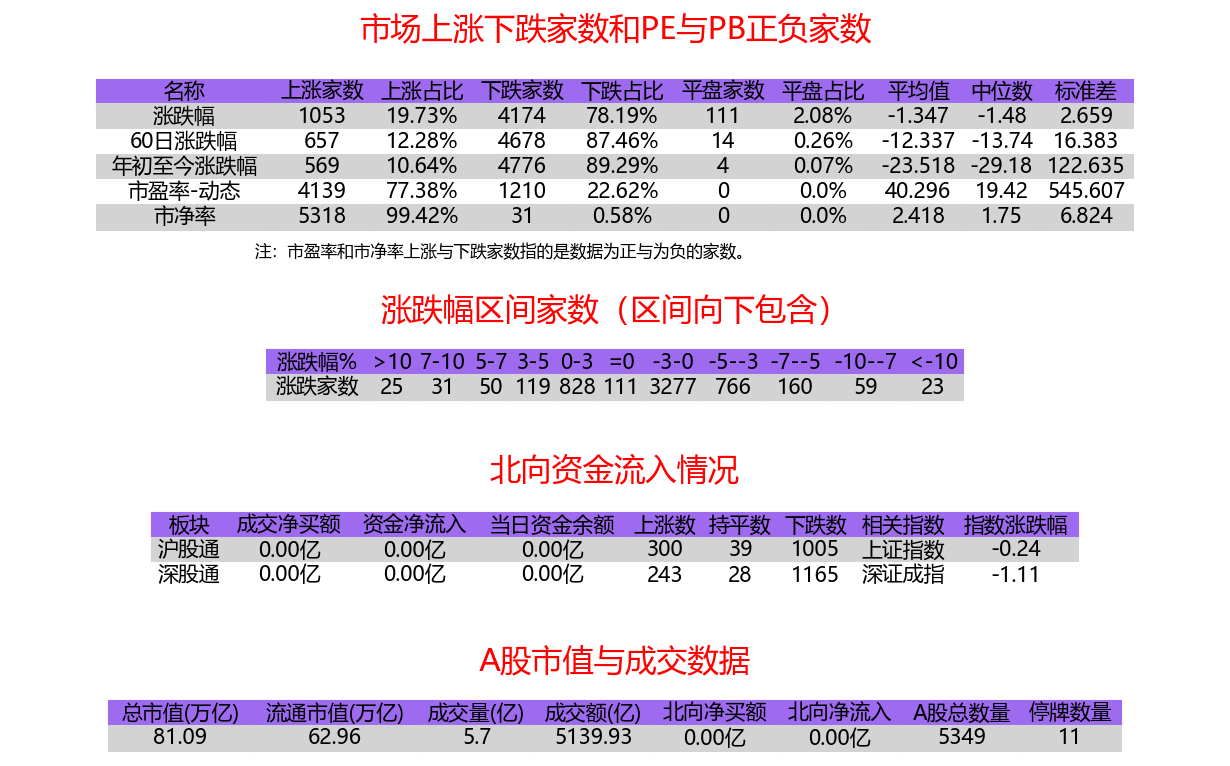 市场上涨下跌家数和PE与PB正负家数
名称 上涨家数 上涨占比 下跌家数 下跌占比 平盘家数 平盘占比 平均值 中位数 标准差
涨跌幅 1053 19.73% 4174 78.19% 111 2.08% -1.347 -1.48 2.659
60日涨跌幅 657 12.28% 4678 87.46% 14 0.26% -12.337 -13.74 16.383
年初至今涨跌幅 569 10.64% 4776 89.29% 4 0.07% -23.518 -29.18 122.635
市盈率-动态 4139 77.38% 1210 22.62% 0 0.0% 40.296 19.42 545.607
市净率 5318 99.42% 31 0.58% 0 0.0% 2.418 1.75 6.824
注：市盈率和市净率上涨与下跌家数指的是数据为正与为负的家数。
涨跌幅区间家数（区间向下包含）
涨跌幅% >10 7-10 5-7 3-5 0-3 =0 -3-0 -5--3 -7--5 -10--7 <-10
涨跌家数 25 31 50 119 828 111 3277 766 160 59 23
北向资金流入情况
板块 成交净买额 资金净流入 当日资金余额 上涨数 持平数 下跌数 相关指数 指数涨跌幅
沪股通 0.00亿 0.00亿 0.00亿 300 39 1005 上证指数 -0.24
深股通 0.00亿 0.00亿 0.00亿 243 28 1165 深证成指 -1.11
A股市值与成交数据
总市值(万亿) 流通市值(万亿) 成交量(亿) 成交额(亿) 北向净买额 北向净流入 A股总数量 停牌数量
81.09 62.96 5.7 5139.93 0.00亿 0.00亿 5349 11